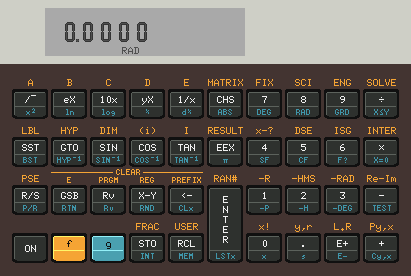 0.0000
RAD
A B C D E MATRIX FIX SCI ENG SOLVE
√‾ eX 10x yX 1/x CHS 7 8 9 ÷
x² ln log % d% ABS DEG RAD GRD X≤Y
LBL HYP DIM (i) I RESULT x-? DSE ISG INTER
SST GTO SIN COS TAN EEX 4 5 6 X
BST HYP⁻¹ SIN⁻¹ COS⁻¹ TAN⁻¹ π SF CF F? X=0
CLEAR
PSE Σ PRGM REG PREFIX RAN# →R →HMS →RAD Re-Im
R/S GSB Rv X-Y ← ENTER 1 2 3 -
P/R RTN Rv RND CLx →P →H →DEG TEST
FRAC USER x! y,r L.R Py,x
ON f g STO RCL 0 . Σ+ +
INT MEM LSTx x s Σ- Cy,x